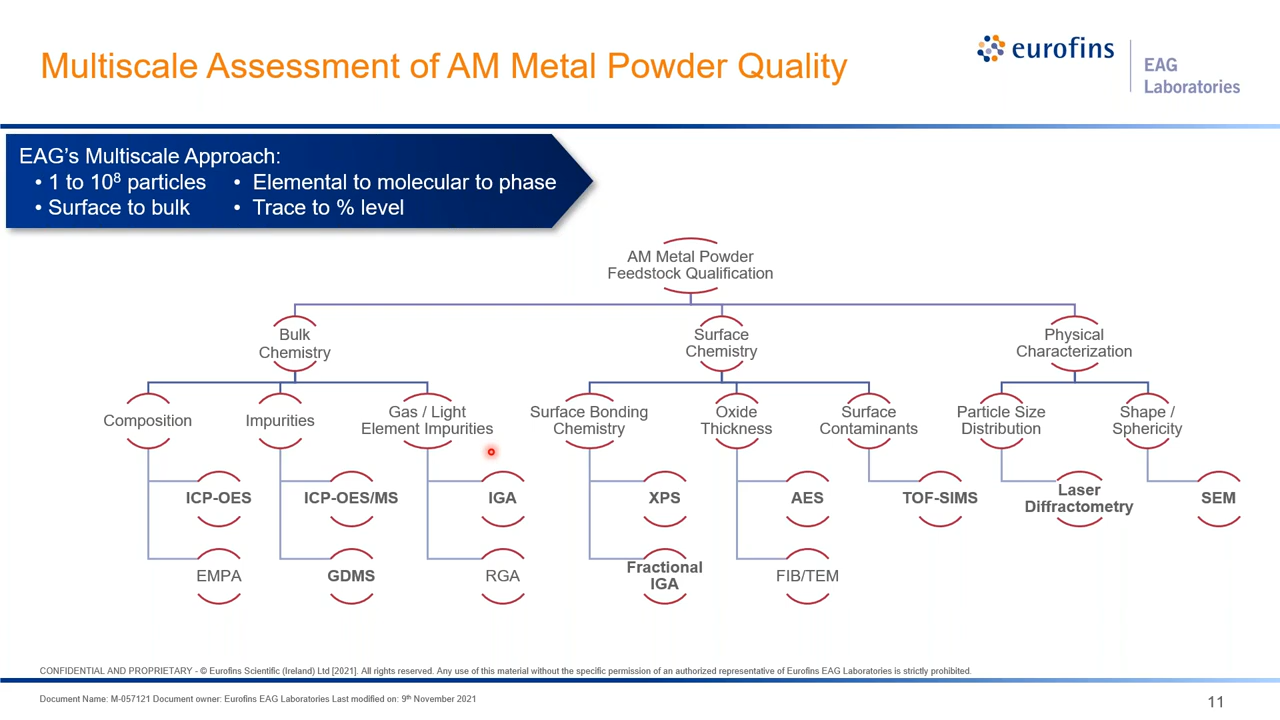 Multiscale Assessment of AM Metal Powder Quality
eurofins
EAG
Laboratories
EAG's Multiscale Approach:
• 1 to 10⁸ particles • Elemental to molecular to phase
• Surface to bulk • Trace to % level
AM Metal Powder
Feedstock Qualification
Bulk
Chemistry
Surface
Chemistry
Physical
Characterization
Composition
Impurities
Gas / Light
Element Impurities
Surface Bonding
Chemistry
Oxide
Thickness
Surface
Contaminants
Particle Size
Distribution
Shape /
Sphericity
ICP-OES
ICP-OES/MS
IGA
XPS
AES
TOF-SIMS
Laser
Diffractometry
SEM
EMPA
GDMS
RGA
Fractional
IGA
FIB/TEM
CONFIDENTIAL AND PROPRIETARY - © Eurofins Scientific (Ireland) Ltd [2021]. All rights reserved. Any use of this material without the specific permission of an authorized representative of Eurofins EAG Laboratories is strictly prohibited.
Document Name: M-057121 Document owner: Eurofins EAG Laboratories Last modified on: 9th November 2021
11